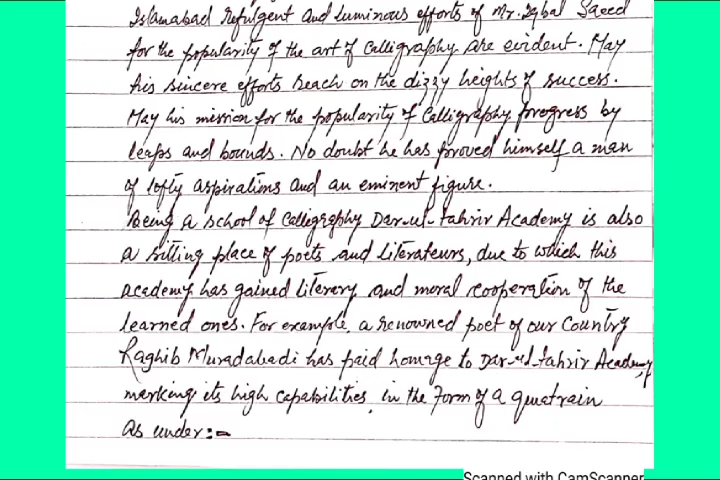 Islamabad Refulgent and Luminous efforts of Mr. Iqbal Saeed
for the popularity of the art of Calligraphy are evident. May
his sincere efforts reach on the dizzy heights of success.
May his mission for the popularity of Calligraphy progress by
leaps and bounds. No doubt he has proved himself a man
of lofty aspirations and an eminent figure.
Being a school of Calligraphy Dar-ul-Tahrir Academy is also
a sitting place of poets and literateurs, due to which this
academy has gained literary and moral cooperation of the
learned ones. For example, a renowned poet of our Country
Raghib Muradabadi has paid homage to Dar-ul-Tahrir Academy,
marking its high capabilities, in the form of a quatrain
as under:-
Scanned with CamScanner